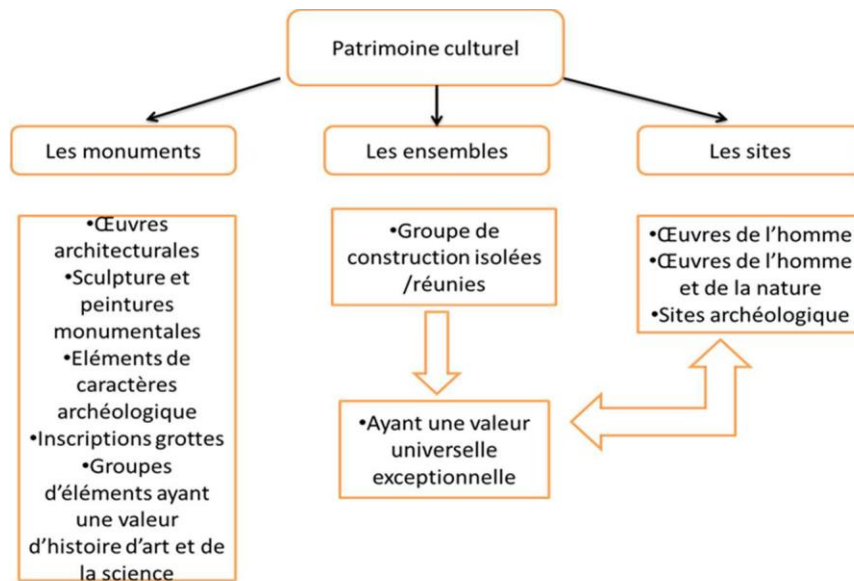 Patrimoine culturel
Les monuments
Les ensembles
Les sites
•Œuvres
architecturales
•Sculpture et
peintures
monumentales
•Eléments de
caractères
archéologique
•Inscriptions grottes
•Groupes
d’éléments ayant
une valeur
d’histoire d’art et de
la science
•Groupe de
construction isolées
/réunies
•Ayant une valeur
universelle
exceptionnelle
•Œuvres de l’homme
•Œuvres de l’homme
et de la nature
•Sites archéologique